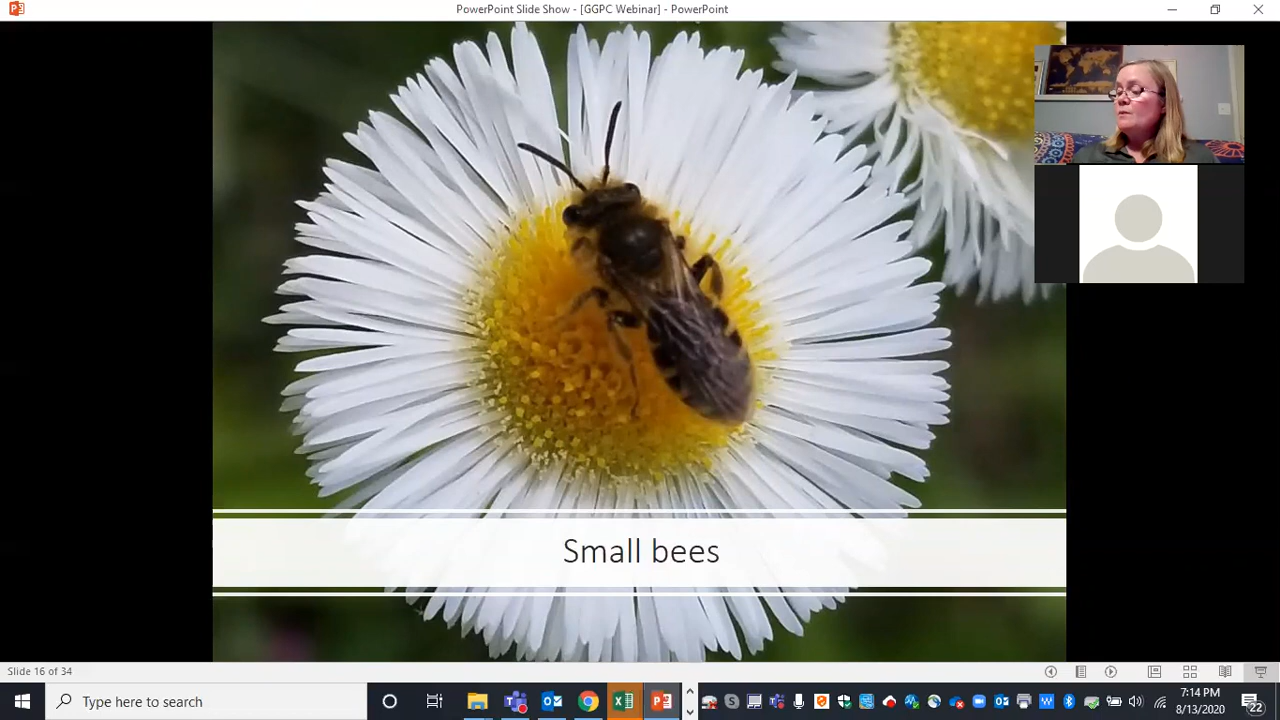 PowerPoint Slide Show - [GGPC Webinar] - PowerPoint
Small bees
Slide 16 of 34
Type here to search
7:14 PM
8/13/2020
22